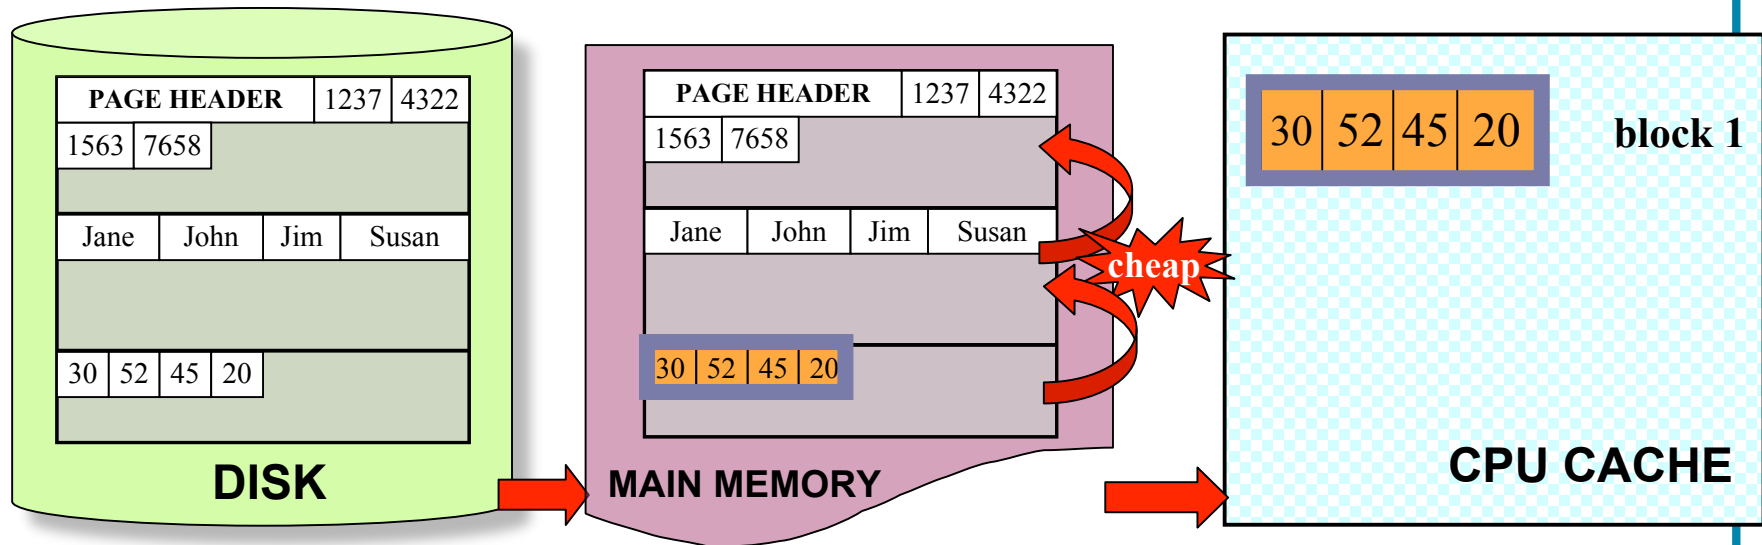 PAGE HEADER 1237 4322
1563 7658
Jane John Jim Susan
30 52 45 20
DISK
PAGE HEADER 1237 4322
1563 7658
Jane John Jim Susan
cheap
30 52 45 20
MAIN MEMORY
30 52 45 20 block 1
CPU CACHE